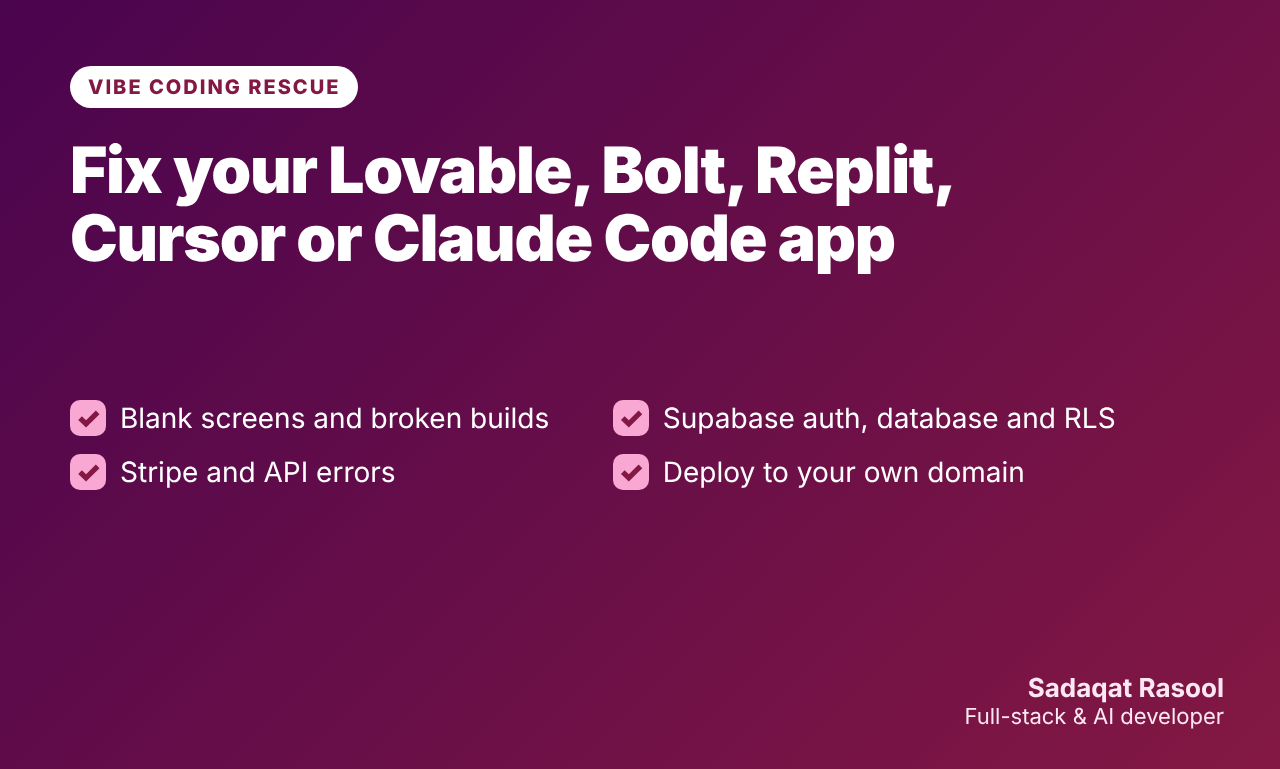 VIBE CODING RESCUE
Fix your Lovable, Bolt, Replit,
Cursor or Claude Code app
Blank screens and broken builds
Supabase auth, database and RLS
Stripe and API errors
Deploy to your own domain
Sadaqat Rasool
Full-stack & AI developer